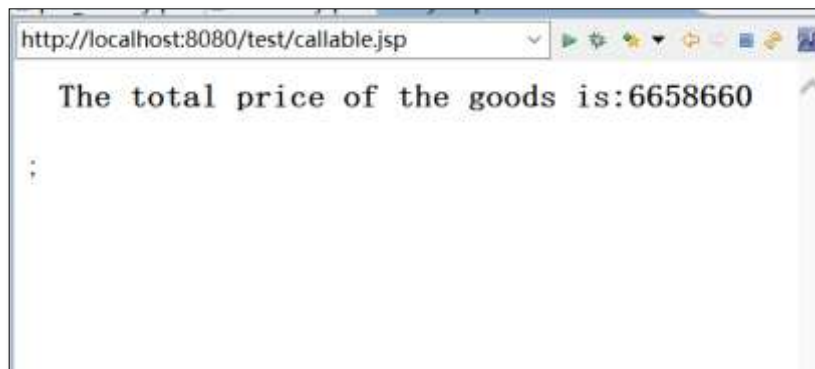 http://localhost:8080/test/callable.jsp
The total price of the goods is:6658660
;